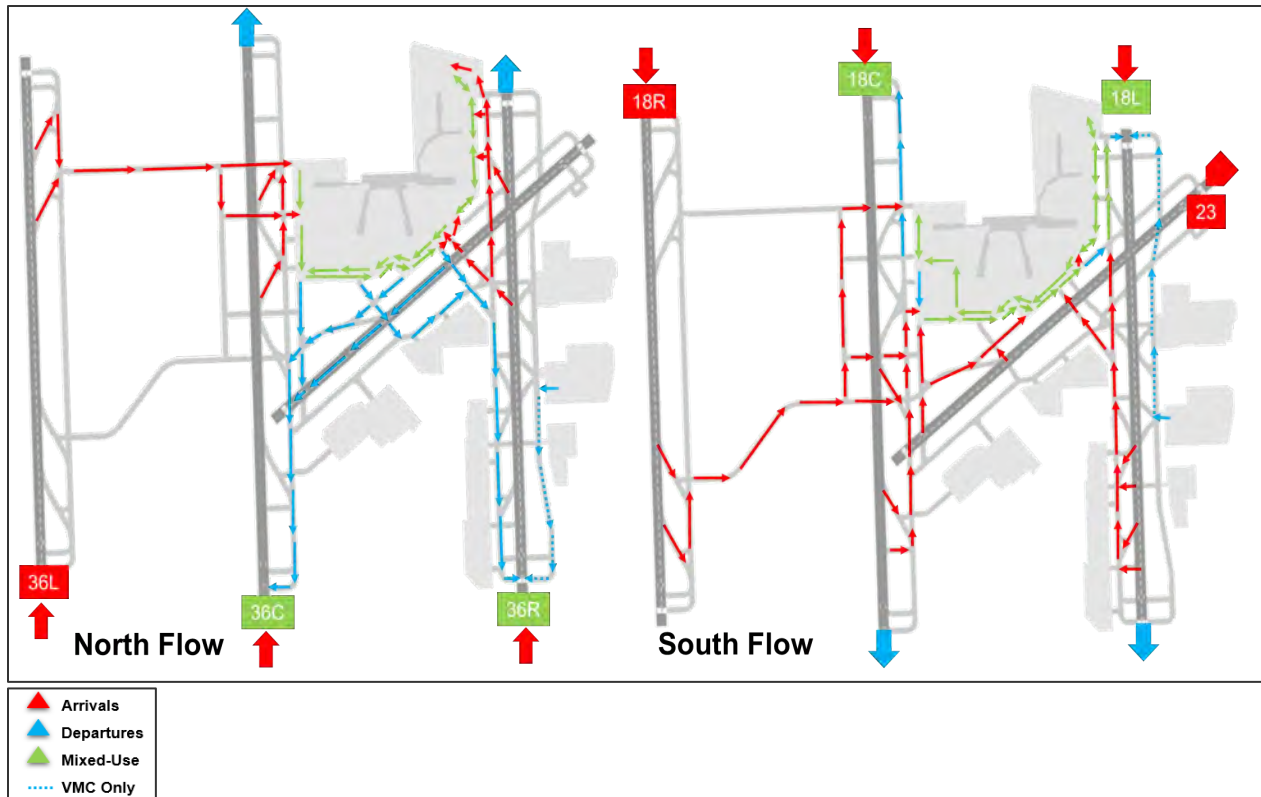 36L
36C
36R
North Flow
18R
18C
18L
23
South Flow
Arrivals
Departures
Mixed-Use
VMC Only